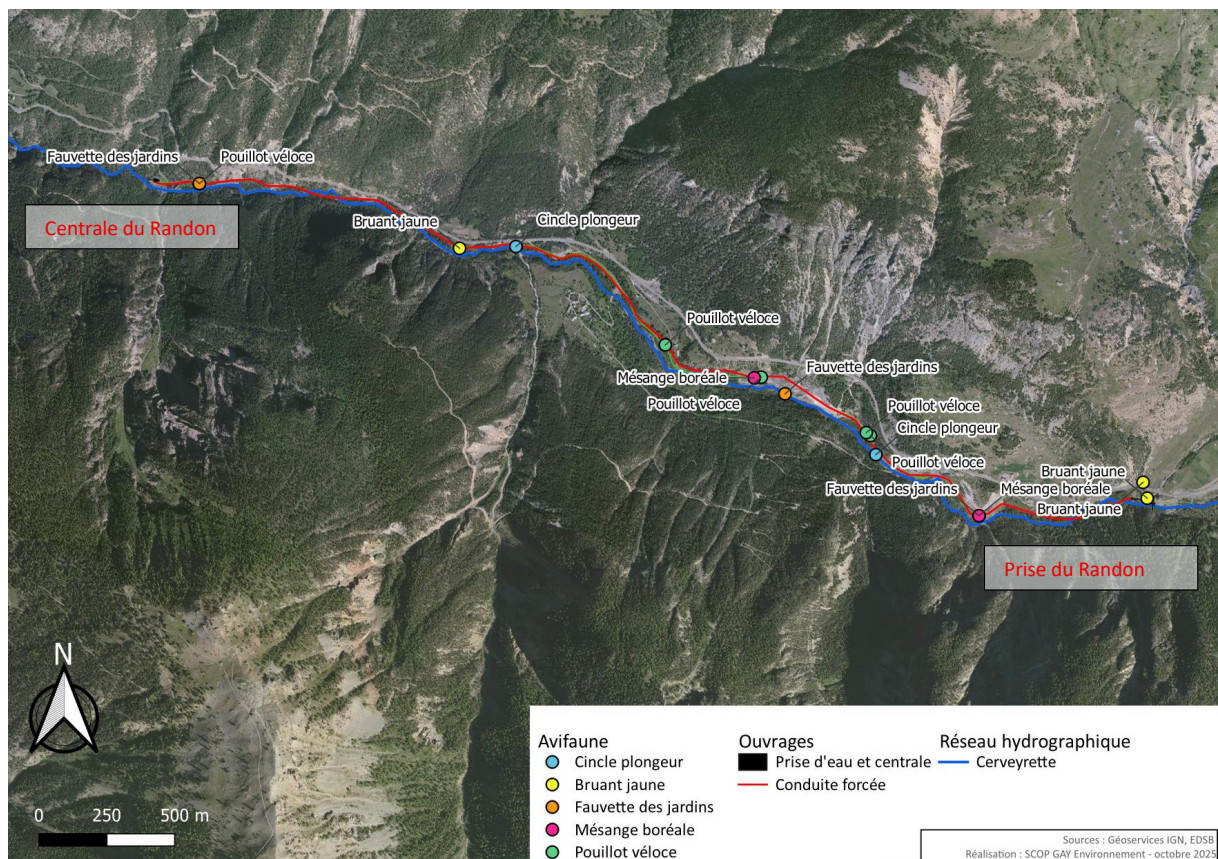 Fauvette des jardins
Pouillot véloce
Centrale du Randon
Bruant jaune
Cincle plongeur
Pouillot véloce
Mésange boréale
Fauvette des jardins
Pouillot véloce
Pouillot véloce
Cincle plongeur
Pouillot véloce
Fauvette des jardins
Bruant jaune
Mésange boréale
Bruant jaune
Prise du Randon
N
0 250 500 m
Avifaune
Cincle plongeur
Bruant jaune
Fauvette des jardins
Mésange boréale
Pouillot véloce
Ouvrages
Prise d'eau et centrale
Conduite forcée
Réseau hydrographique
Cerveyrette
Sources : Géoservices IGN, EDSB
Réalisation : SCOP GAY Environnement - octobre 2025